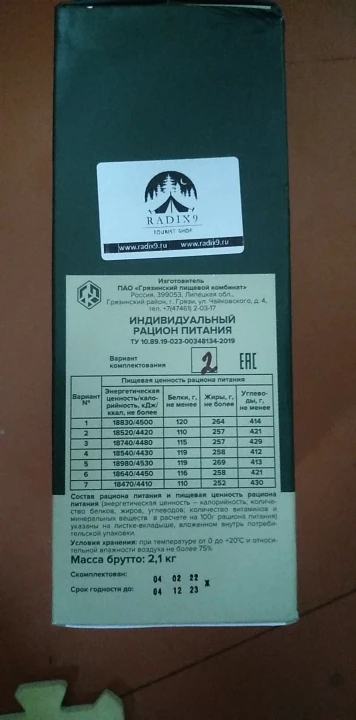 RADIX9
TOURIST SHOP
www.radix9.ru www.radix9.ru
Изготовитель
ПАО «Грязинский пищевой комбинат»
Россия, 399053, Липецкая обл.,
Грязинский район, г. Грязи, ул. Чайковского, д. 4,
тел. +7(47461) 2-03-17
ИНДИВИДУАЛЬНЫЙ
РАЦИОН ПИТАНИЯ
ТУ 10.89.19-023-00348134-2019
Вариант
комплектования
2
EAC
Пищевая ценность рациона питания
Вариант №  Энергетическая ценность/калорийность, кДж/ккал, не более  Белки, г, не менее  Жиры, г, не более  Углеводы, г, не менее
1 18830/4500 120 264 414
2 18520/4420 110 257 421
3 18740/4480 115 257 429
4 18540/4430 119 258 412
5 18980/4530 119 269 413
6 18640/4450 116 258 421
7 18470/4410 110 252 430
Состав рациона питания и пищевая ценность рациона
питания (энергетическая ценность — калорийность, количе-
ство белков, жиров, углеводов; количество витаминов и
минеральных веществ в расчете на 100г рациона питания)
указаны на листке-вкладыше, вложенном внутрь потреби-
тельской упаковки.
Условия хранения: при температуре от 0 до +20°С и относи-
тельной влажности воздуха не более 75%
Масса брутто: 2,1 кг
Скомплектован: 04 02 22 Ж
Срок годности до: 04 12 23